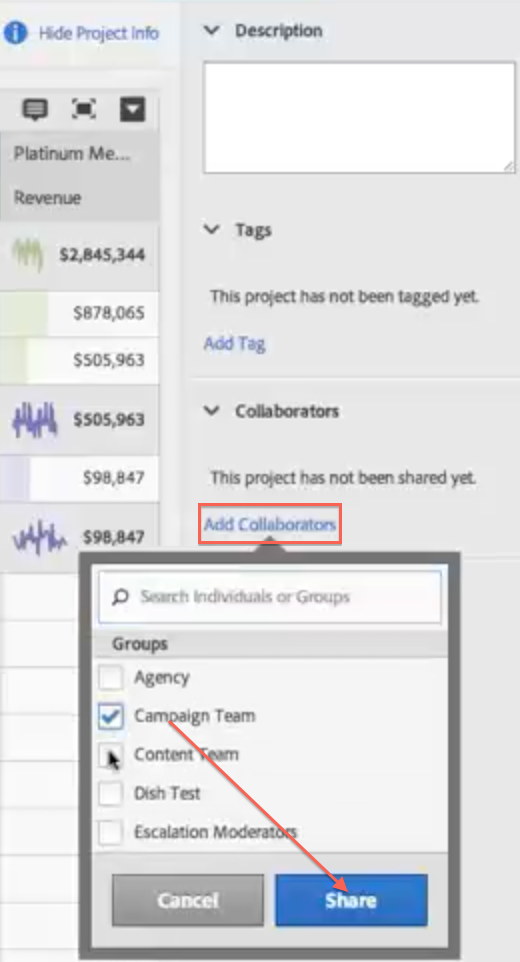 Hide Project Info
Platinum Me...
Revenue
$2,845,344
$878,065
$505,963
$505,963
$98,847
$98,847
Description
Tags
This project has not been tagged yet.
Add Tag
Collaborators
This project has not been shared yet.
Add Collaborators
Search Individuals or Groups
Groups
Agency
Campaign Team
Content Team
Dish Test
Escalation Moderators
Cancel
Share